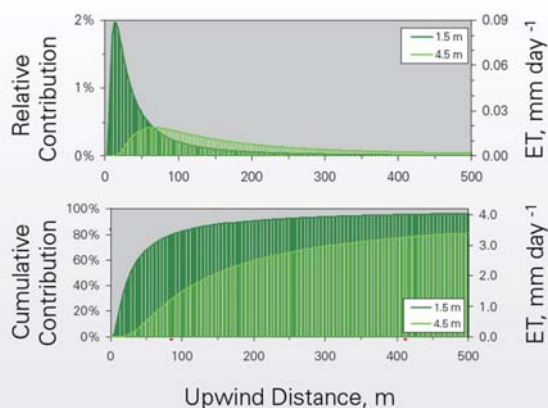 2%
1%
0%
Relative
Contribution
1.5 m
4.5 m
0.09
0.06
0.03
0.00
ET, mm day -1
0 100 200 300 400 500
100%
80%
60%
40%
20%
0%
Cumulative
Contribution
1.5 m
4.5 m
4.0
3.0
2.0
1.0
0.0
ET, mm day -1
0 100 200 300 400 500
Upwind Distance, m